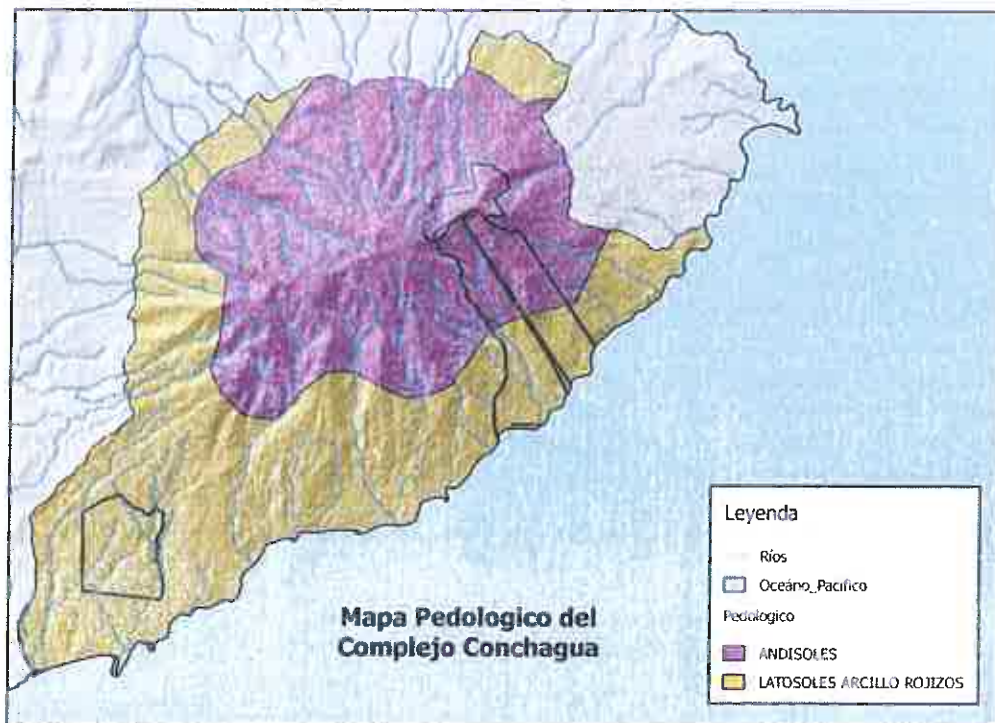 Mapa Pedologico del
Complejo Conchagua
Leyenda
Ríos
Oceáno_Pacifico
Pedologico
ANDISOLES
LATOSOLES ARCILLO ROJIZOS